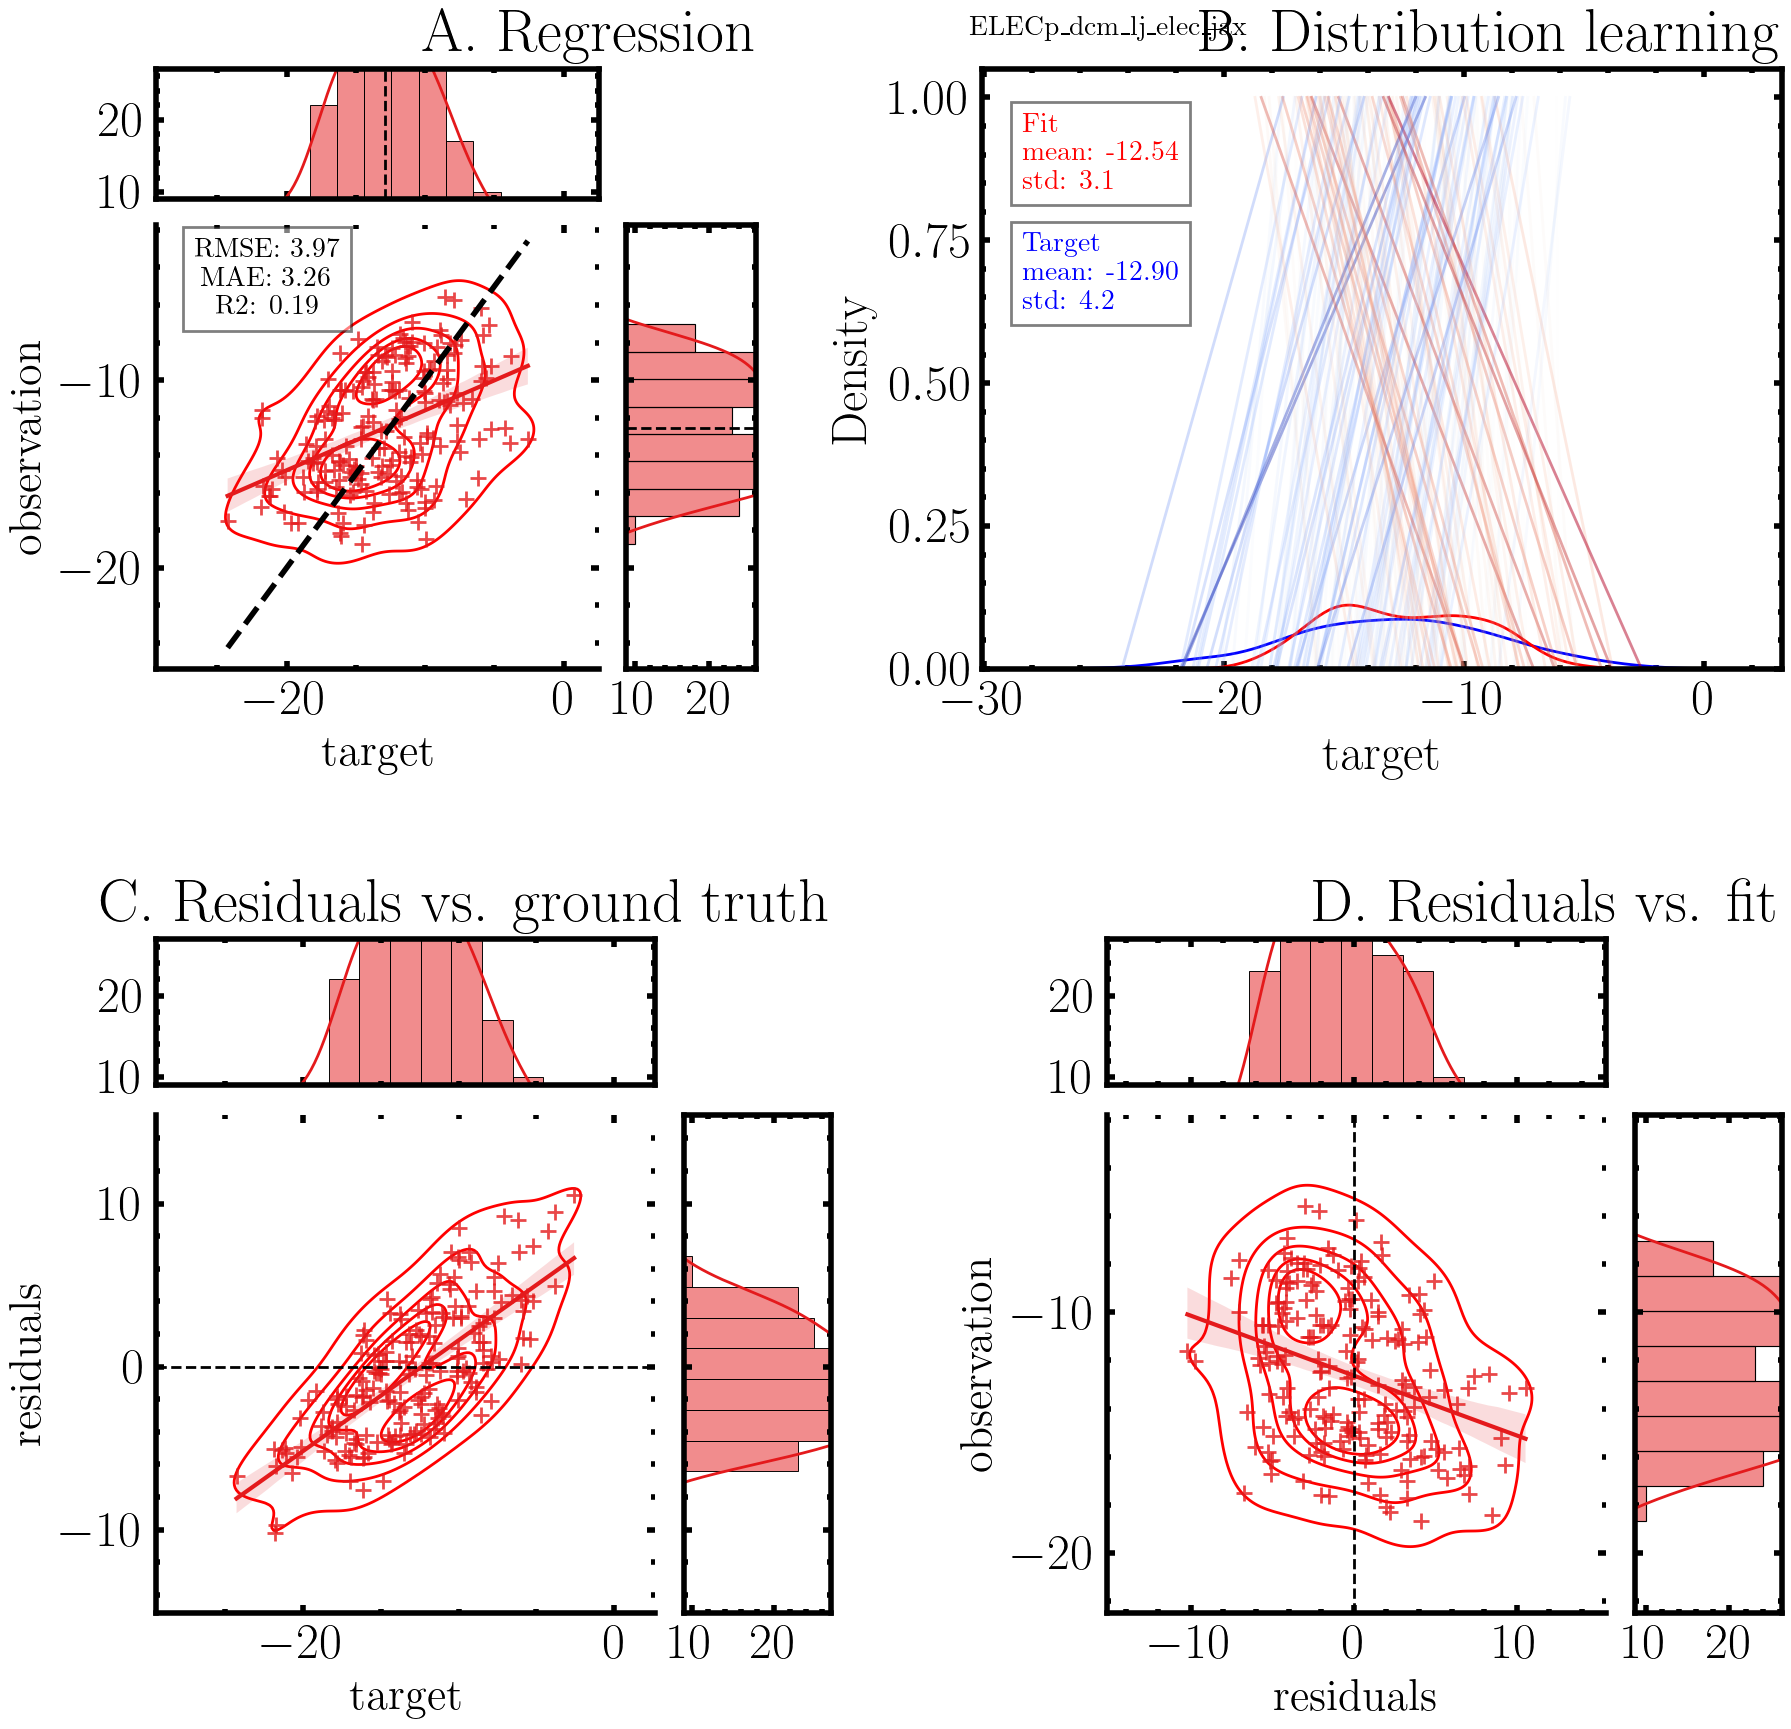 A. Regression
20
10
RMSE: 3.97
MAE: 3.26
R2: 0.19
observation
−10
−20
−20
0
10
20
target
ELECp_dcm_lj_elec.jax
B. Distribution learning
Fit
mean: -12.54
std: 3.1
Target
mean: -12.90
std: 4.2
Density
1.00
0.75
0.50
0.25
0.00
−30
−20
−10
0
target
C. Residuals vs. ground truth
20
10
residuals
10
0
−10
−20
0
10
20
target
D. Residuals vs. fit
20
10
observation
−10
−20
−10
0
10
10
20
residuals